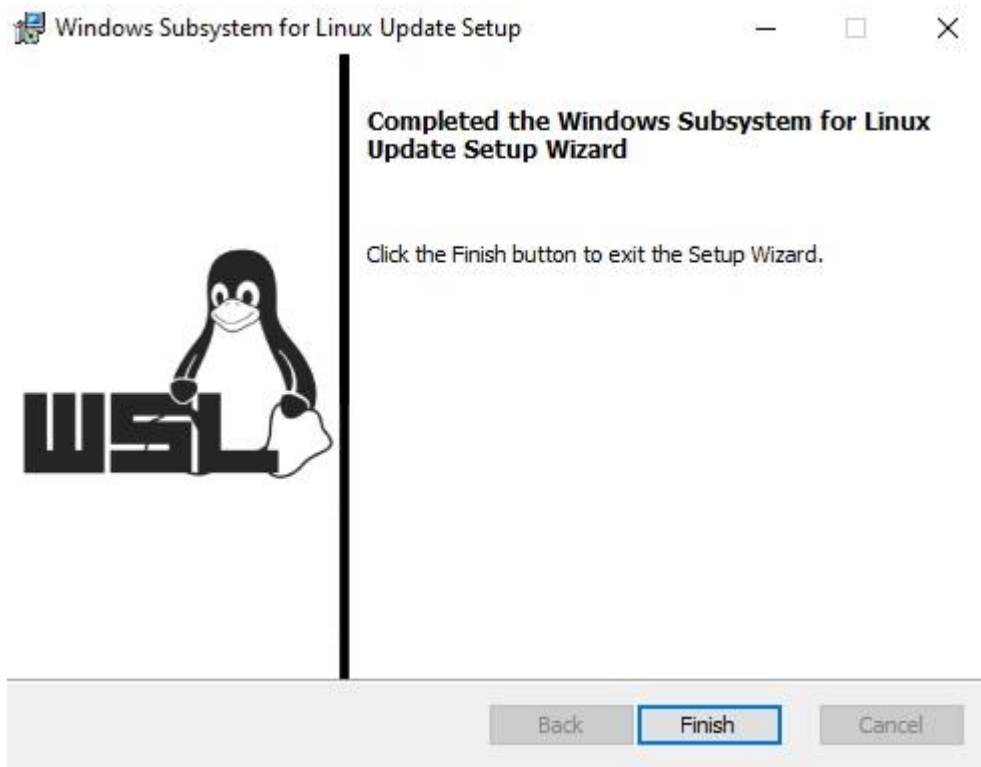 Windows Subsystem for Linux Update Setup
Completed the Windows Subsystem for Linux
Update Setup Wizard
Click the Finish button to exit the Setup Wizard.
WSL
Back
Finish
Cancel